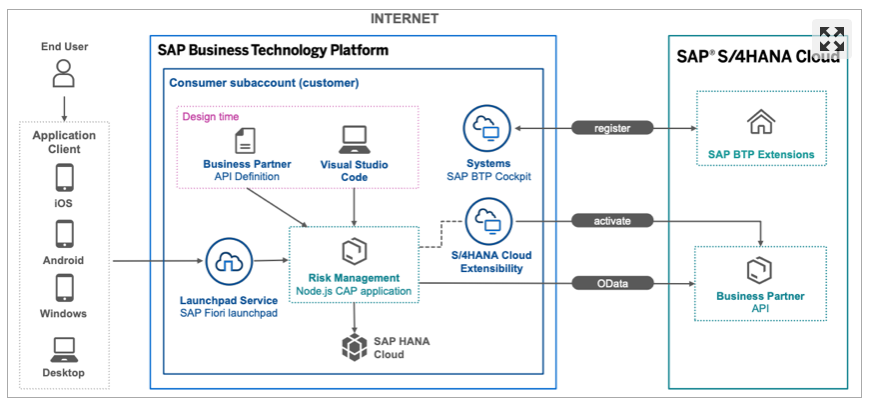 INTERNET
End User
Application
Client
iOS
Android
Windows
Desktop
SAP Business Technology Platform
Consumer subaccount (customer)
Design time
Business Partner
API Definition
Visual Studio
Code
Systems
SAP BTP Cockpit
S/4HANA Cloud
Extensibility
Launchpad Service
SAP Fiori launchpad
Risk Management
Node.js CAP application
SAP HANA
Cloud
register
activate
OData
SAP® S/4HANA Cloud
SAP BTP Extensions
Business Partner
API